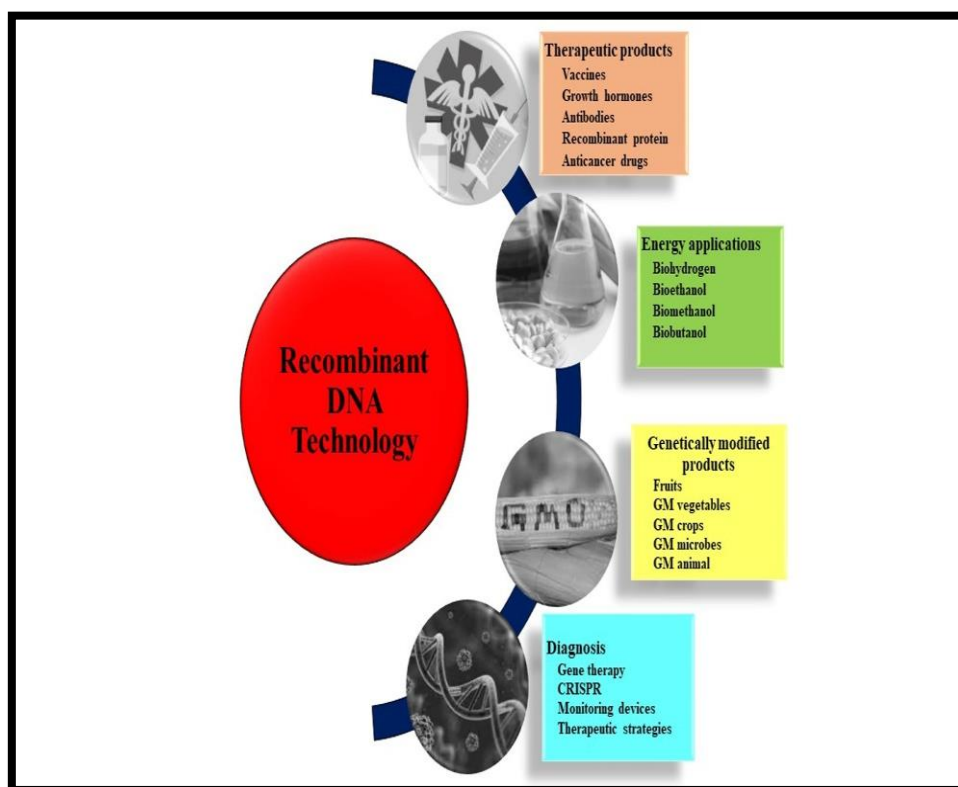 Therapeutic products
Vaccines
Growth hormones
Antibodies
Recombinant protein
Anticancer drugs
Energy applications
Biohydrogen
Bioethanol
Biomethanol
Biobutanol
Recombinant
DNA
Technology
Genetically modified
products
Fruits
GM vegetables
GM crops
GM microbes
GM animal
GMO
Diagnosis
Gene therapy
CRISPR
Monitoring devices
Therapeutic strategies